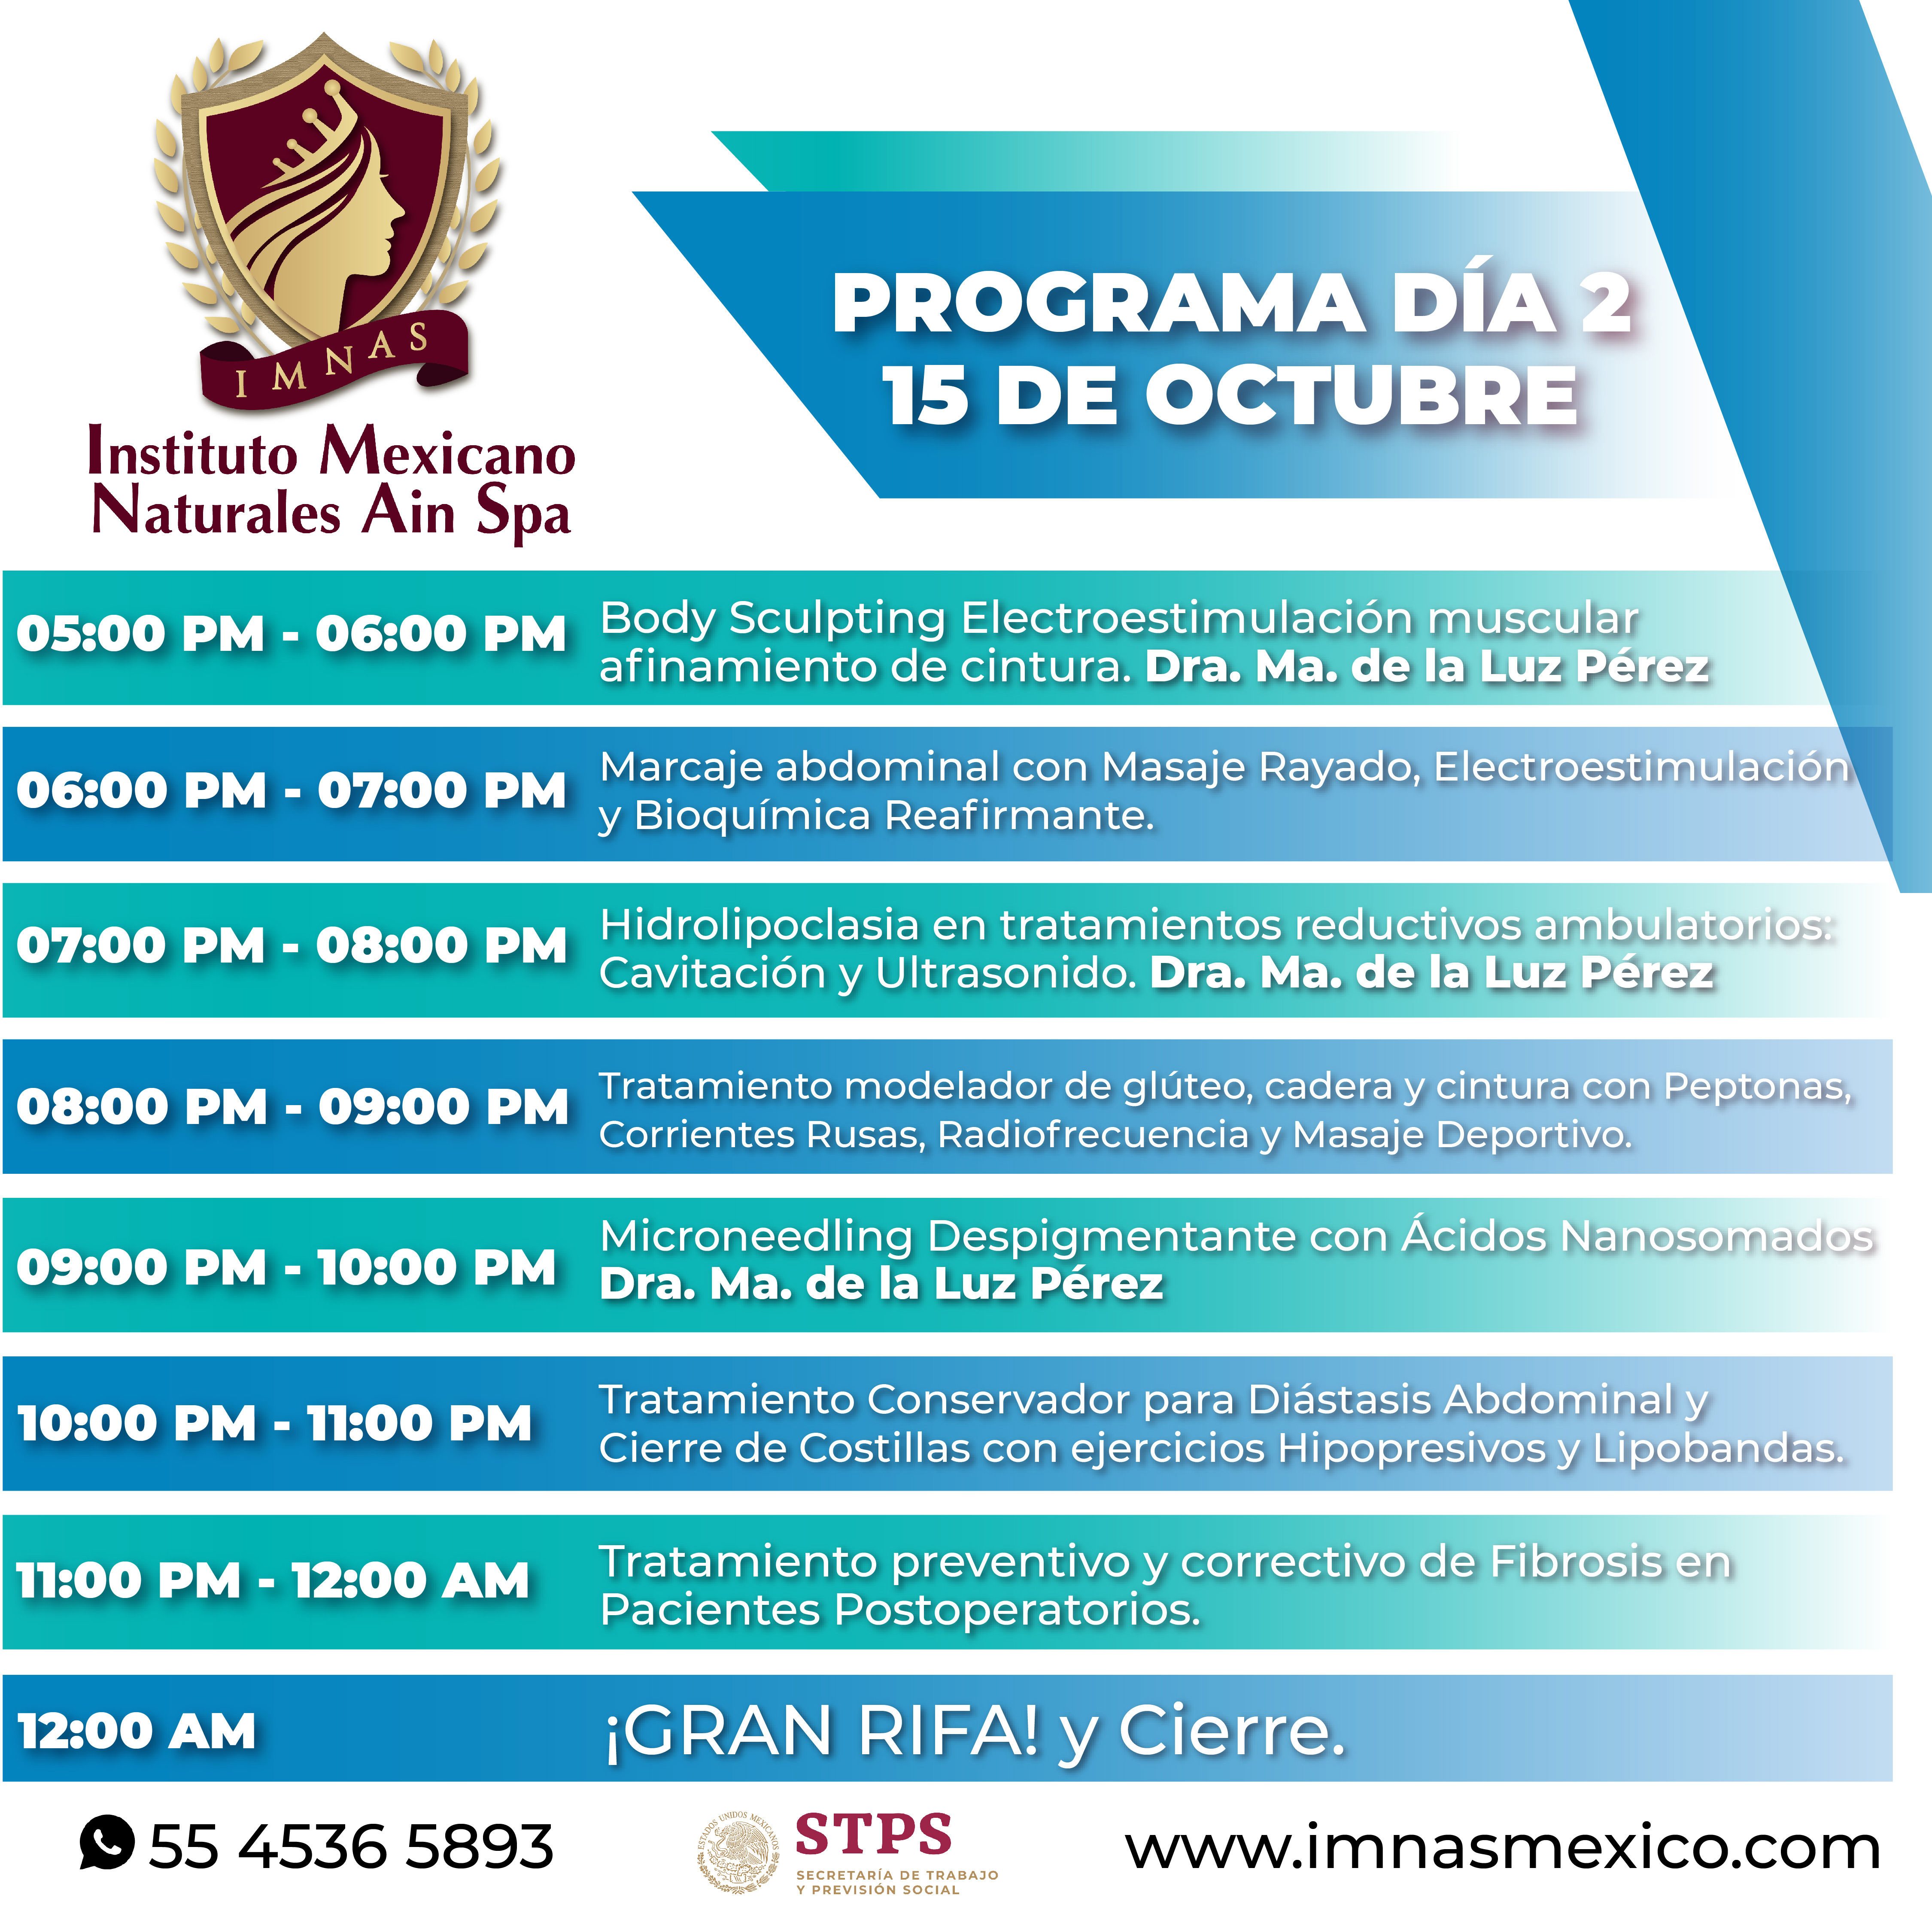 IMNAS
Instituto Mexicano
Naturales Ain Spa
PROGRAMA DÍA 2
15 DE OCTUBRE
05:00 PM - 06:00 PM
Body Sculpting Electroestimulación muscular
afinamiento de cintura. Dra. Ma. de la Luz Pérez
06:00 PM - 07:00 PM
Marcaje abdominal con Masaje Rayado, Electroestimulación
y Bioquímica Reafirmante.
07:00 PM - 08:00 PM
Hidrolipoclasia en tratamientos reductivos ambulatorios:
Cavitación y Ultrasonido. Dra. Ma. de la Luz Pérez
08:00 PM - 09:00 PM
Tratamiento modelador de glúteo, cadera y cintura con Peptonas,
Corrientes Rusas, Radiofrecuencia y Masaje Deportivo.
09:00 PM - 10:00 PM
Microneedling Despigmentante con Ácidos Nanosomados
Dra. Ma. de la Luz Pérez
10:00 PM - 11:00 PM
Tratamiento Conservador para Diástasis Abdominal y
Cierre de Costillas con ejercicios Hipopresivos y Lipobandas.
11:00 PM - 12:00 AM
Tratamiento preventivo y correctivo de Fibrosis en
Pacientes Postoperatorios.
12:00 AM
¡GRAN RIFA! y Cierre.
55 4536 5893
ESTADOS UNIDOS MEXICANOS
STPS
SECRETARÍA DE TRABAJO
Y PREVISIÓN SOCIAL
www.imnasmexico.com